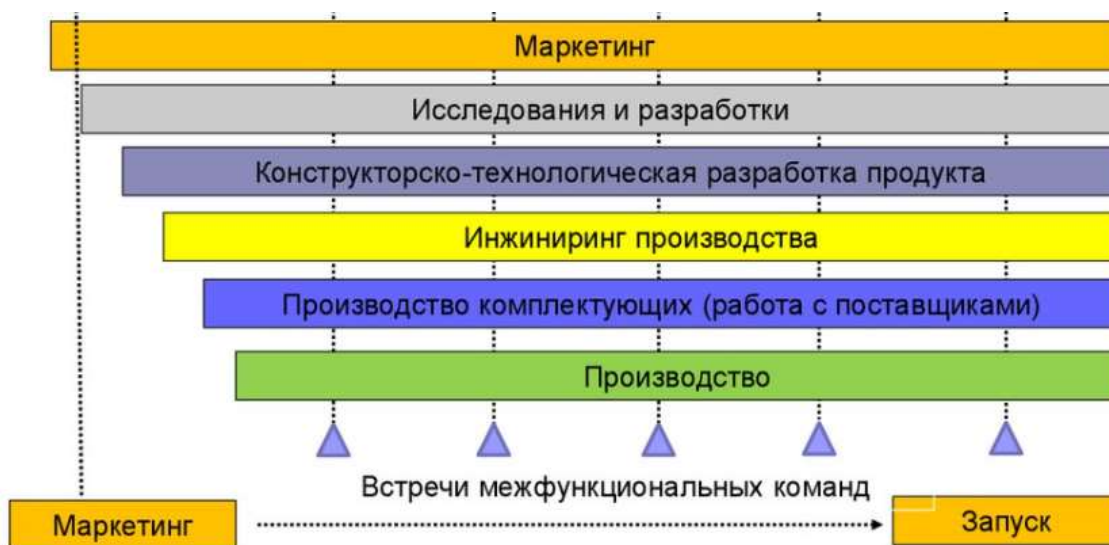 Маркетинг
Исследования и разработки
Конструкторско-технологическая разработка продукта
Инжиниринг производства
Производство комплектующих (работа с поставщиками)
Производство
Встречи межфункциональных команд
Маркетинг
Запуск